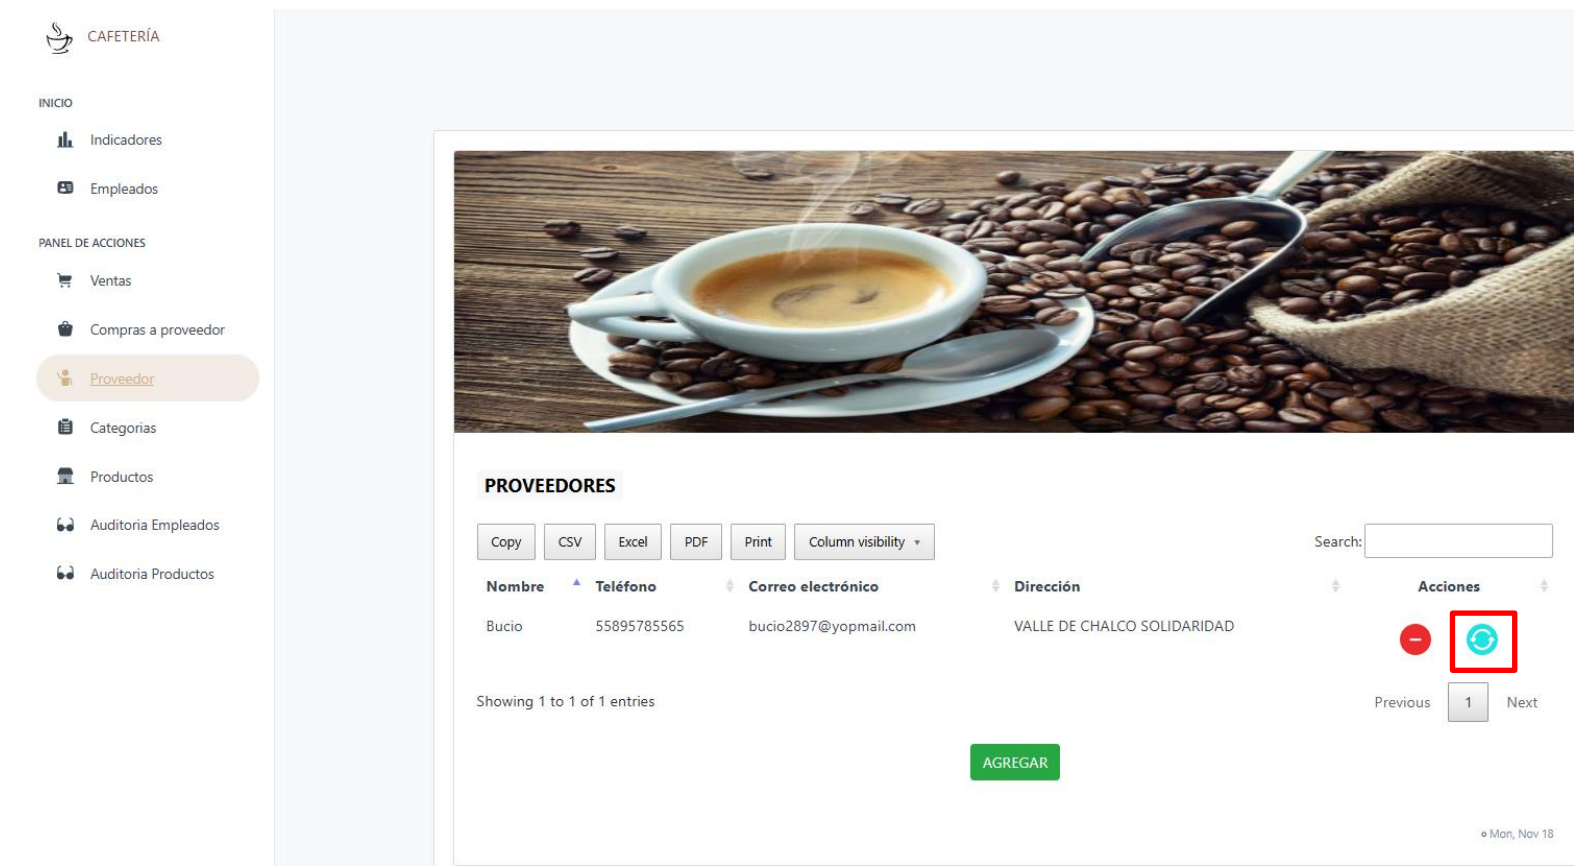 CAFETERÍA
INICIO
Indicadores
Empleados
PANEL DE ACCIONES
Ventas
Compras a proveedor
Proveedor
Categorias
Productos
Auditoria Empleados
Auditoria Productos
PROVEEDORES
Copy CSV Excel PDF Print Column visibility Search:
Nombre Teléfono Correo electrónico Dirección Acciones
Bucio 55895785565 bucio2897@yopmail.com VALLE DE CHALCO SOLIDARIDAD
Showing 1 to 1 of 1 entries Previous 1 Next
AGREGAR
Mon, Nov 18